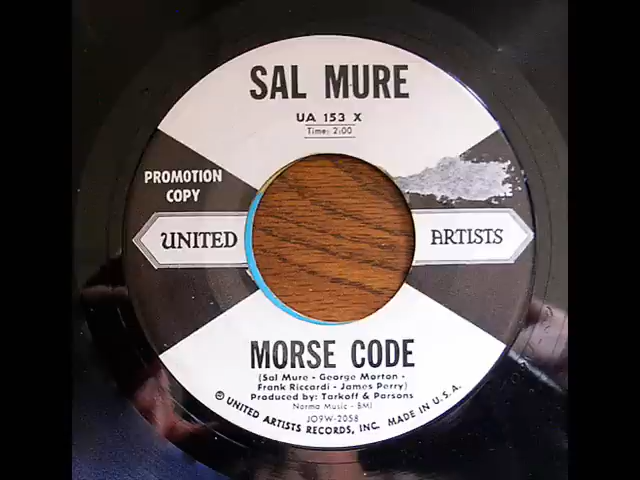 SAL MURE
UA 153 X
Time: 2:00
PROMOTION
COPY
UNITED ARTISTS
MORSE CODE
(Sal Mure - George Morton -
Frank Riccardi - James Perry)
Produced by: Tarkoff & Parsons
Norma Music - BMI
JO9W-2058
© UNITED ARTISTS RECORDS, INC. MADE IN U.S.A.